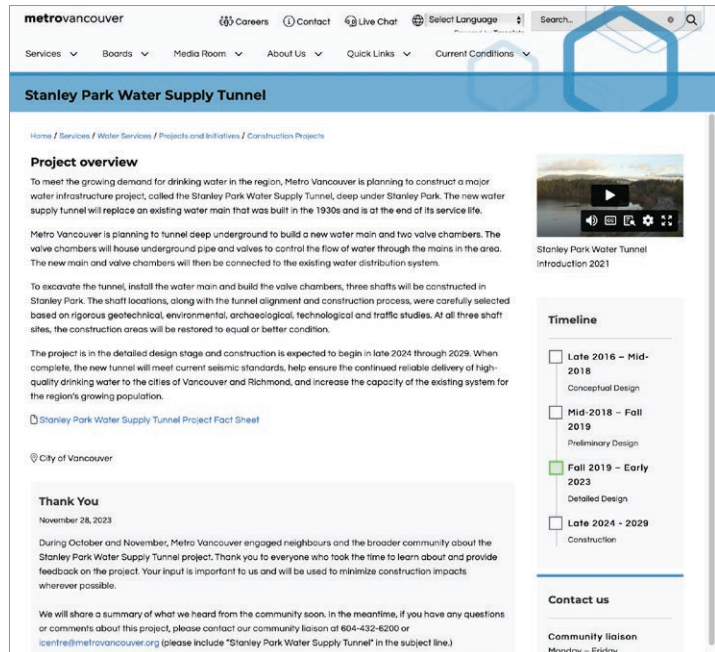 metrovancouver
Careers
Contact
Live Chat
Select Language
Search...
Services
Boards
Media Room
About Us
Quick Links
Current Conditions
Stanley Park Water Supply Tunnel
Home / Services / Water Services / Projects and Initiatives / Construction Projects
Project overview
To meet the growing demand for drinking water in the region, Metro Vancouver is planning to construct a major
water infrastructure project, called the Stanley Park Water Supply Tunnel, deep under Stanley Park. The new water
supply tunnel will replace an existing water main that was built in the 1930s and is at the end of its service life.
Metro Vancouver is planning to tunnel deep underground to build a new water main and two valve chambers. The
valve chambers will house underground pipe and valves to control the flow of water through the mains in the area.
The new main and valve chambers will then be connected to the existing water distribution system.
To excavate the tunnel, install the water main and build the valve chambers, three shafts will be constructed in
Stanley Park. The shaft locations, along with the tunnel alignment and construction process, were carefully selected
based on rigorous geotechnical, environmental, archaeological, technological and traffic studies. At all three shaft
sites, the construction areas will be restored to equal or better condition.
The project is in the detailed design stage and construction is expected to begin in late 2024 through 2029. When
complete, the new tunnel will meet current seismic standards, help ensure the continued reliable delivery of high-
quality drinking water to the cities of Vancouver and Richmond, and increase the capacity of the existing system for
the region's growing population.
Stanley Park Water Supply Tunnel Project Fact Sheet
City of Vancouver
Thank You
November 28, 2023
During October and November, Metro Vancouver engaged neighbours and the broader community about the
Stanley Park Water Supply Tunnel project. Thank you to everyone who took the time to learn about and provide
feedback on the project. Your input is important to us and will be used to minimize construction impacts
wherever possible.
We will share a summary of what we heard from the community soon. In the meantime, if you have any questions
or comments about this project, please contact our community liaison at 604-432-6200 or
icentre@metrovancouver.org (please include "Stanley Park Water Supply Tunnel" in the subject line.)
CC
Stanley Park Water Tunnel
Introduction 2021
Timeline
Late 2016 – Mid-
2018
Conceptual Design
Mid-2018 – Fall
2019
Preliminary Design
Fall 2019 – Early
2023
Detailed Design
Late 2024 - 2029
Construction
Contact us
Community liaison
Monday – Friday